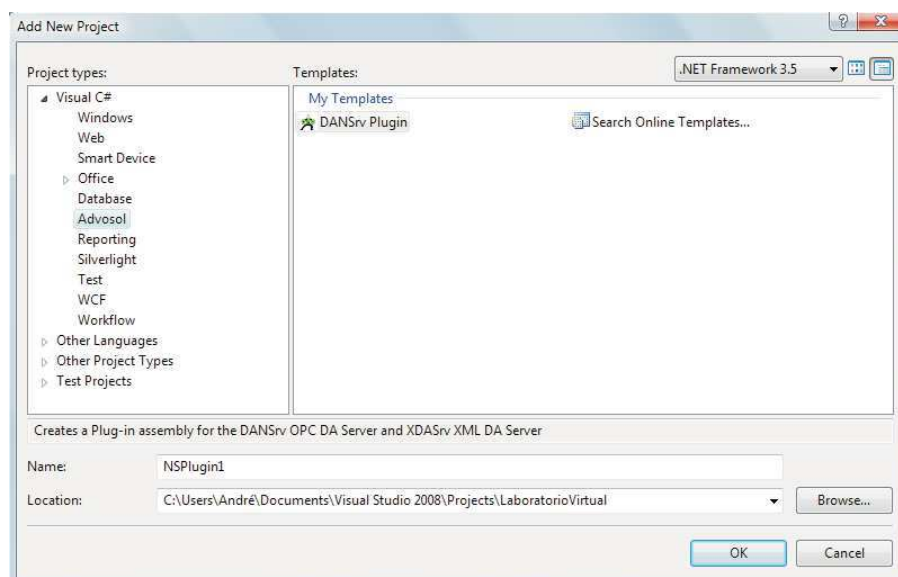 Add New Project
Project types:
Templates:
.NET Framework 3.5
Visual C#
Windows
Web
Smart Device
Office
Database
Advosol
Reporting
Silverlight
Test
WCF
Workflow
Other Languages
Other Project Types
Test Projects
My Templates
DANSrv Plugin
Search Online Templates...
Creates a Plug-in assembly for the DANSrv OPC DA Server and XDASrv XML DA Server
Name:
NSPlugin1
Location:
C:\Users\André\Documents\Visual Studio 2008\Projects\LaboratorioVirtual
Browse...
OK
Cancel